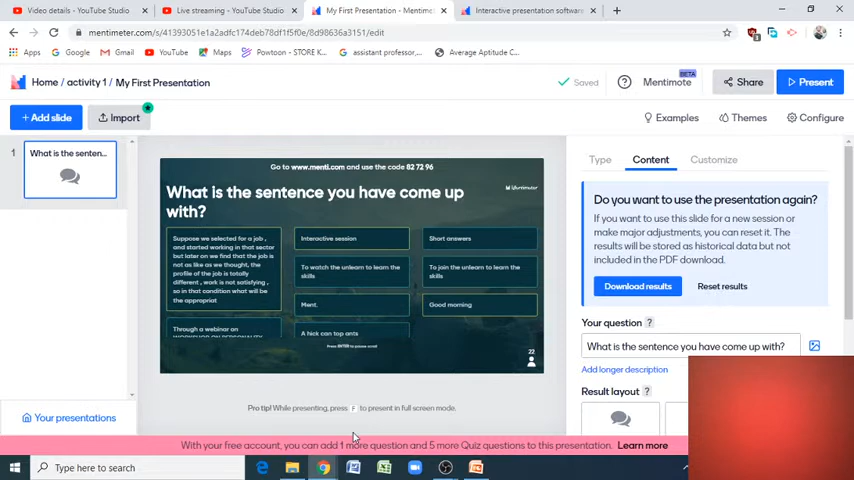 Video details - YouTube Studio
Live streaming - YouTube Studio
My First Presentation - Mentimete
Interactive presentation software
mentimeter.com/s/41393051e1a2adfc174deb78df1f5f0e/8d98636a3151/edit
Apps
Google
Gmail
YouTube
Maps
Powtoon - STORE K...
assistant professor,...
Average Aptitude C...
Home / activity 1 / My First Presentation
Saved
Mentimote
BETA
Share
Present
+ Add slide
Import
Examples
Themes
Configure
1
What is the senten...
Go to www.menti.com and use the code 82 72 96
What is the sentence you have come up
with?
Mentimeter
Suppose we selected for a job ,
and started working in that sector
but later on we find that the job is
not as like as we thought, the
profile of the job is totally
different , work is not satisfying ,
so in that condition what will be
the appropriat
Through a webinar on
WORKSHOP ON PERSONALITY
Interactive session
To watch the unlearn to learn the
skills
Ment.
A hick can top ants
Short answers
To join the unlearn to learn the
skills
Good morning
Press ENTER to pause scroll
22
Pro tip! While presenting, press F to present in full screen mode.
Type
Content
Customize
Do you want to use the presentation again?
If you want to use this slide for a new session or
make major adjustments, you can reset it. The
results will be stored as historical data but not
included in the PDF download.
Download results
Reset results
Your question ?
What is the sentence you have come up with?
Add longer description
Result layout ?
Your presentations
With your free account, you can add 1 more question and 5 more Quiz questions to this presentation. Learn more
Type here to search